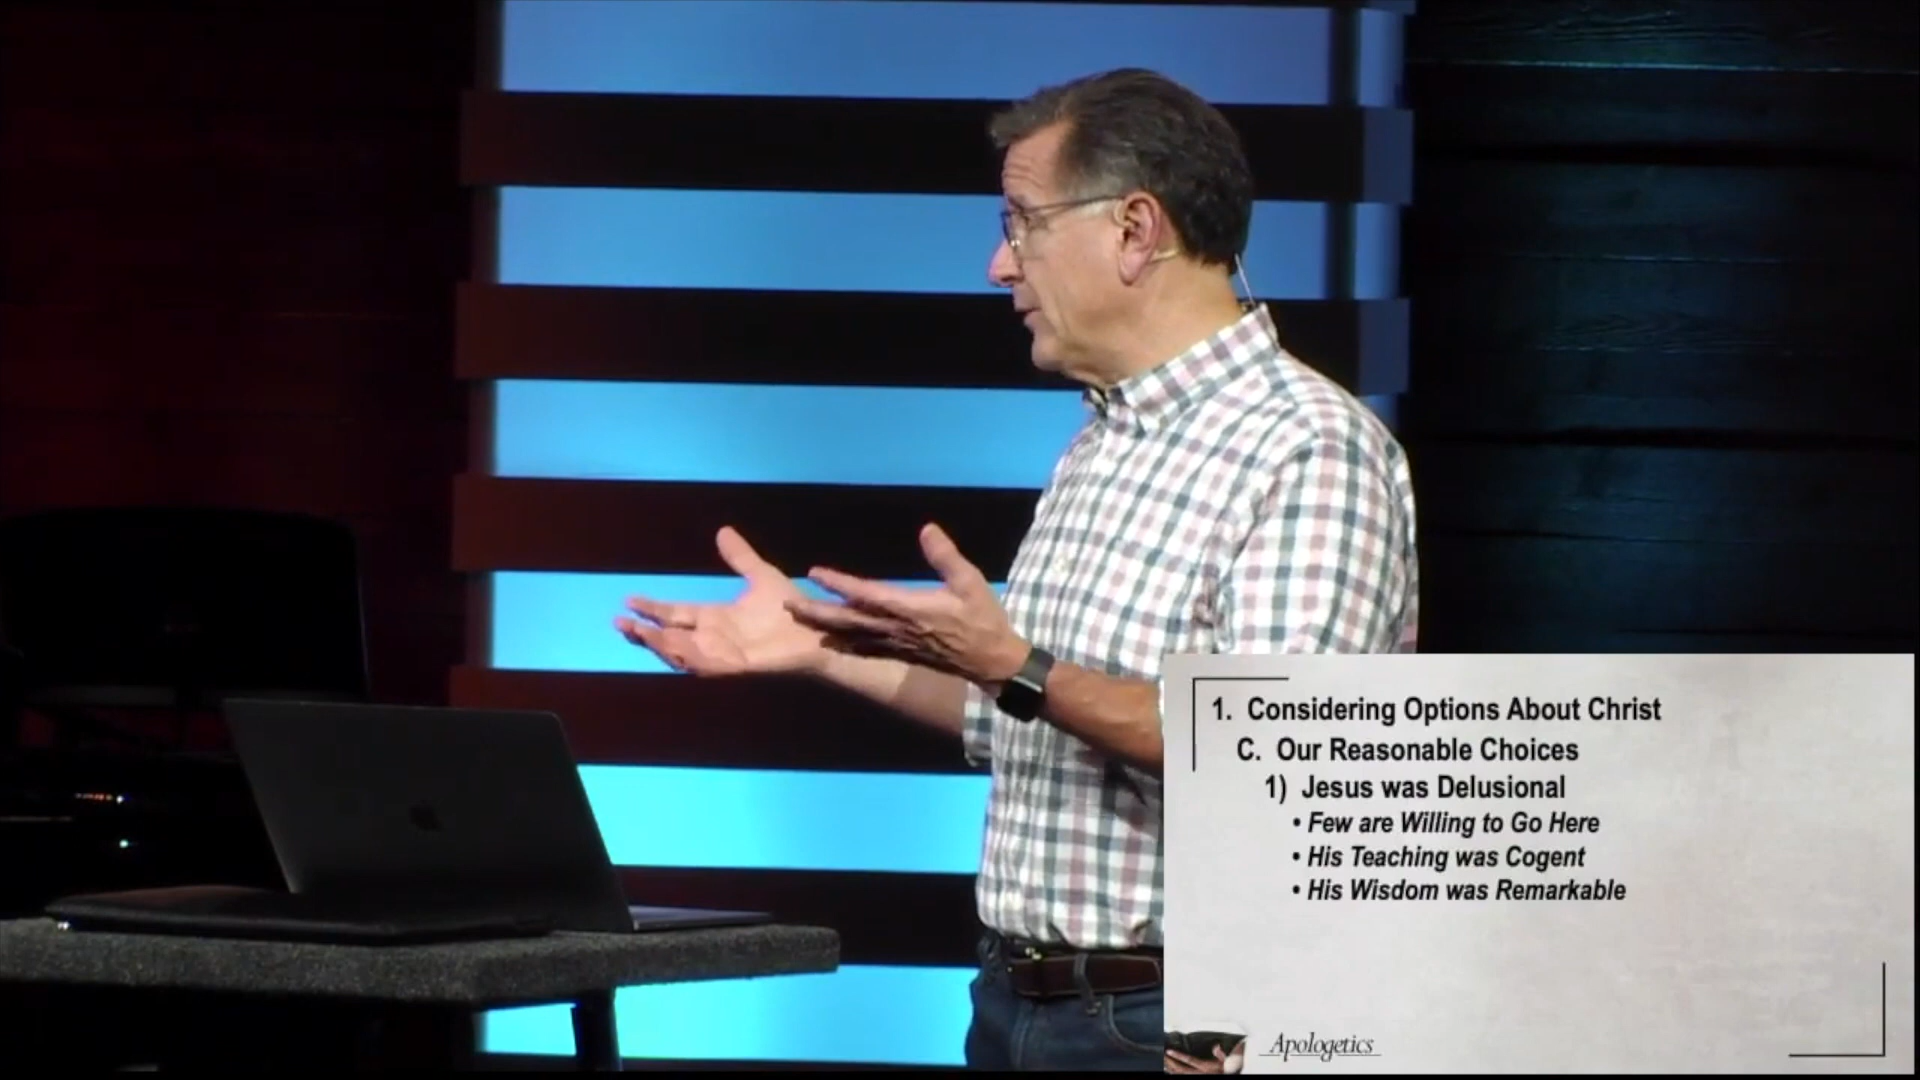 1. Considering Options About Christ
C. Our Reasonable Choices
1) Jesus was Delusional
• Few are Willing to Go Here
• His Teaching was Cogent
• His Wisdom was Remarkable
Apologetics